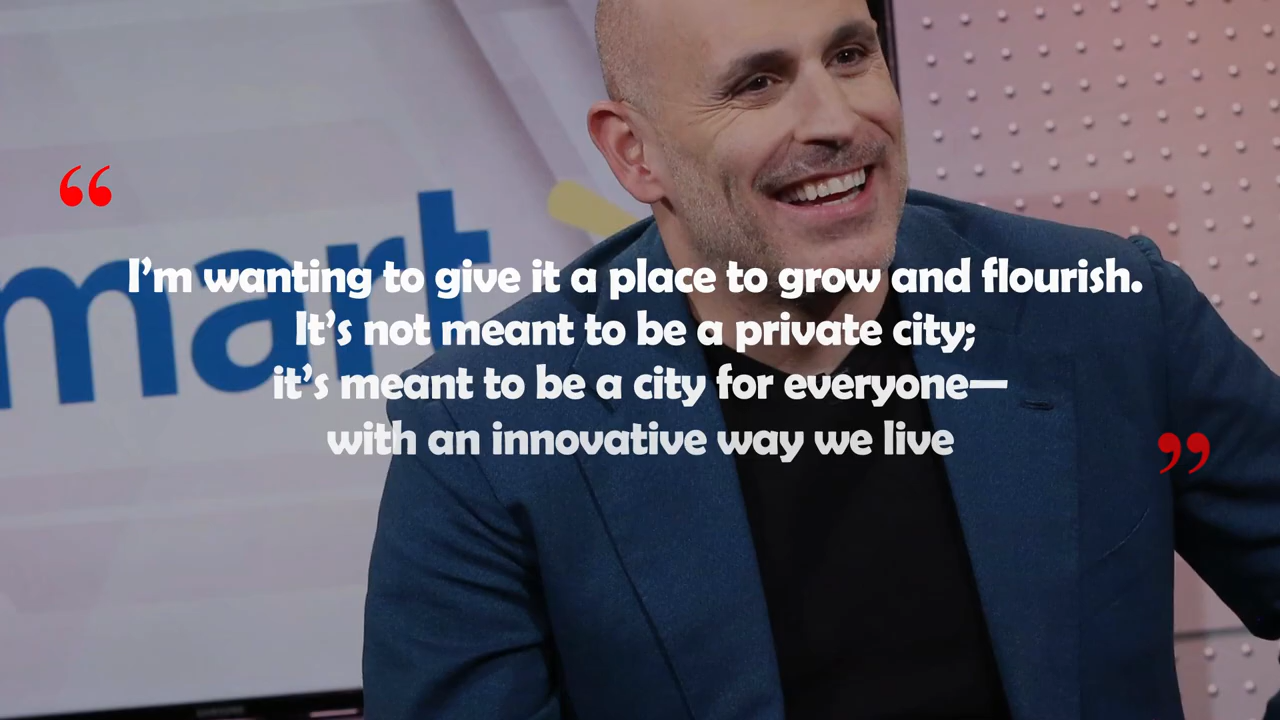 mart
“
I’m wanting to give it a place to grow and flourish.
It’s not meant to be a private city;
it’s meant to be a city for everyone—
with an innovative way we live
”
SAMSUNG